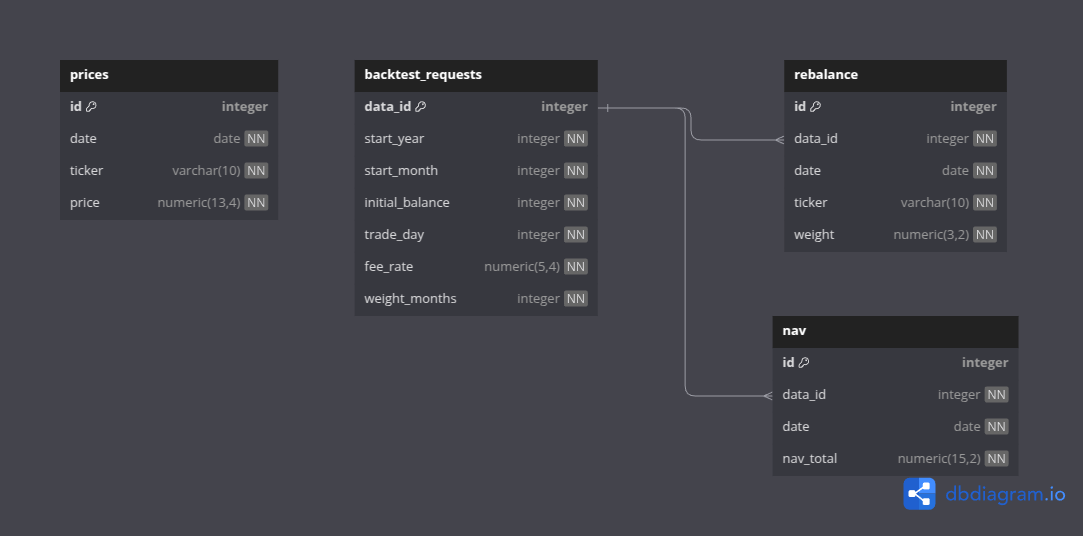 prices
id integer
date date NN
ticker varchar(10) NN
price numeric(13,4) NN
backtest_requests
data_id integer
start_year integer NN
start_month integer NN
initial_balance integer NN
trade_day integer NN
fee_rate numeric(5,4) NN
weight_months integer NN
rebalance
id integer
data_id integer NN
date date NN
ticker varchar(10) NN
weight numeric(3,2) NN
nav
id integer
data_id integer NN
date date NN
nav_total numeric(15,2) NN
dbdiagram.io